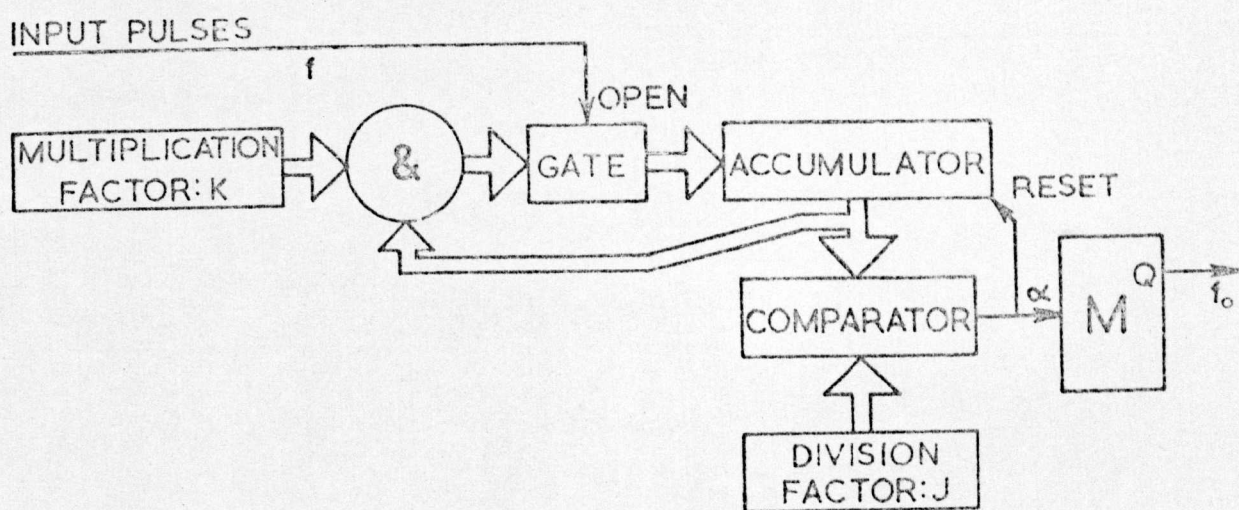 INPUT PULSES
f
OPEN
MULTIPLICATION
FACTOR:K
&
GATE
ACCUMULATOR
RESET
COMPARATOR
α
M
Q
f₀
DIVISION
FACTOR:J